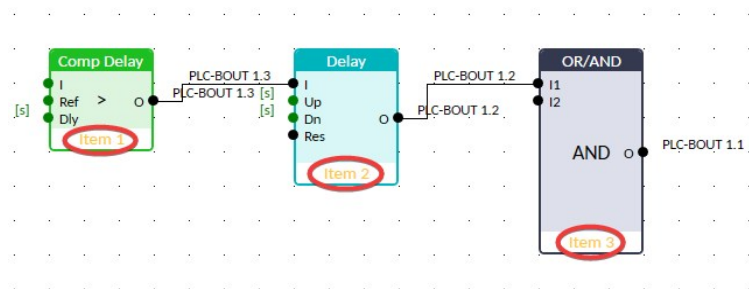 Comp Delay
I
Ref > O
Dly
[s]
Item 1
PLC-BOUT 1.3
PLC-BOUT 1.3
Delay
I
[s] Up
[s] Dn O
Res
Item 2
PLC-BOUT 1.2
PLC-BOUT 1.2
OR/AND
I1
I2
AND O
Item 3
PLC-BOUT 1.1